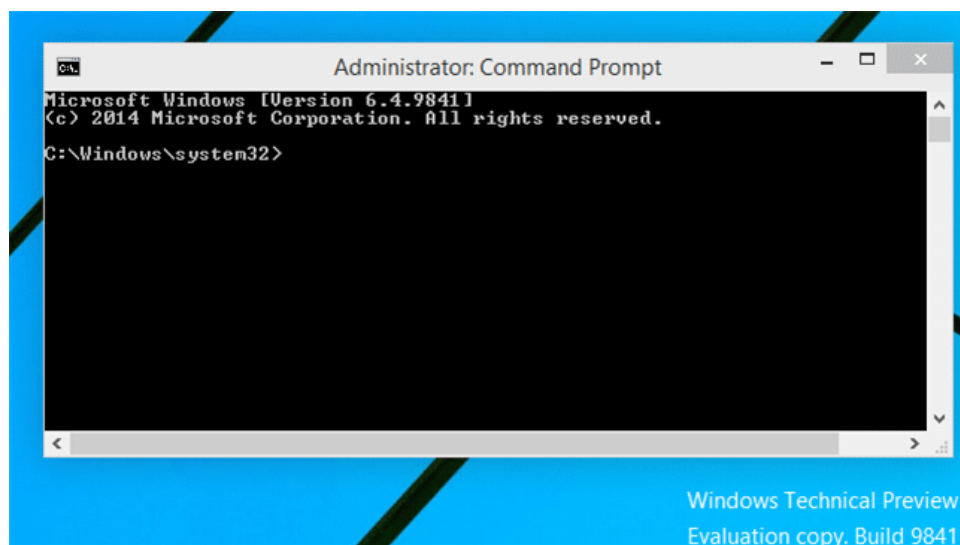 Administrator: Command Prompt
Microsoft Windows [Version 6.4.9841]
(c) 2014 Microsoft Corporation. All rights reserved.
C:\Windows\system32>
Windows Technical Preview
Evaluation copy. Build 9841